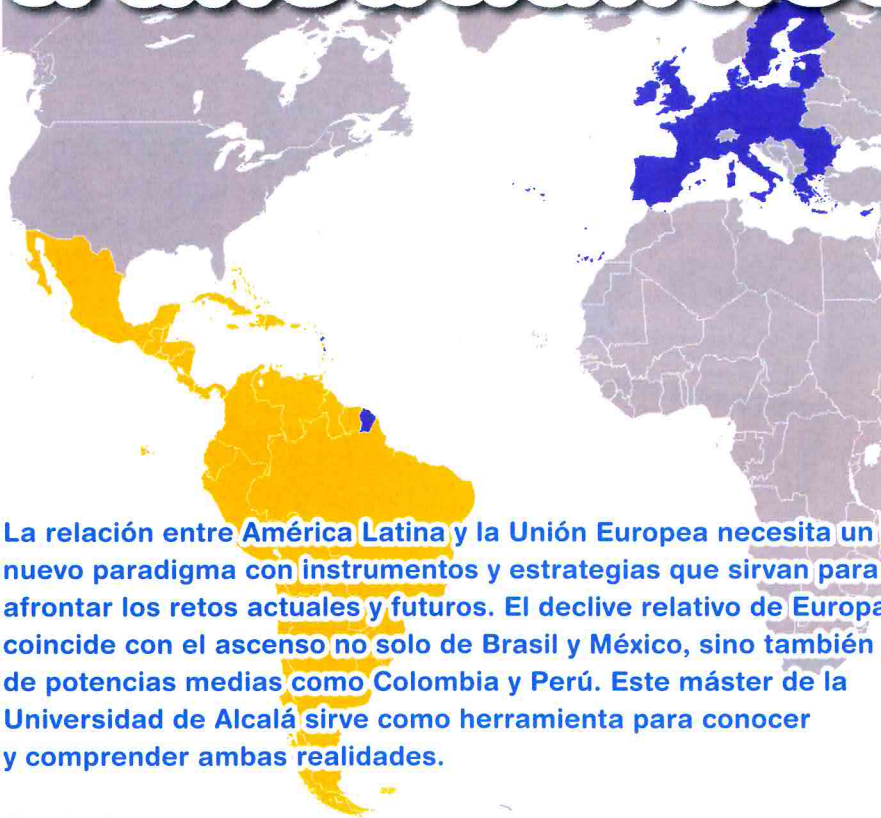 La relación entre América Latina y la Unión Europea necesita un
nuevo paradigma con instrumentos y estrategias que sirvan para
afrontar los retos actuales y futuros. El declive relativo de Europa
coincide con el ascenso no solo de Brasil y México, sino también
de potencias medias como Colombia y Perú. Este máster de la
Universidad de Alcalá sirve como herramienta para conocer
y comprender ambas realidades.